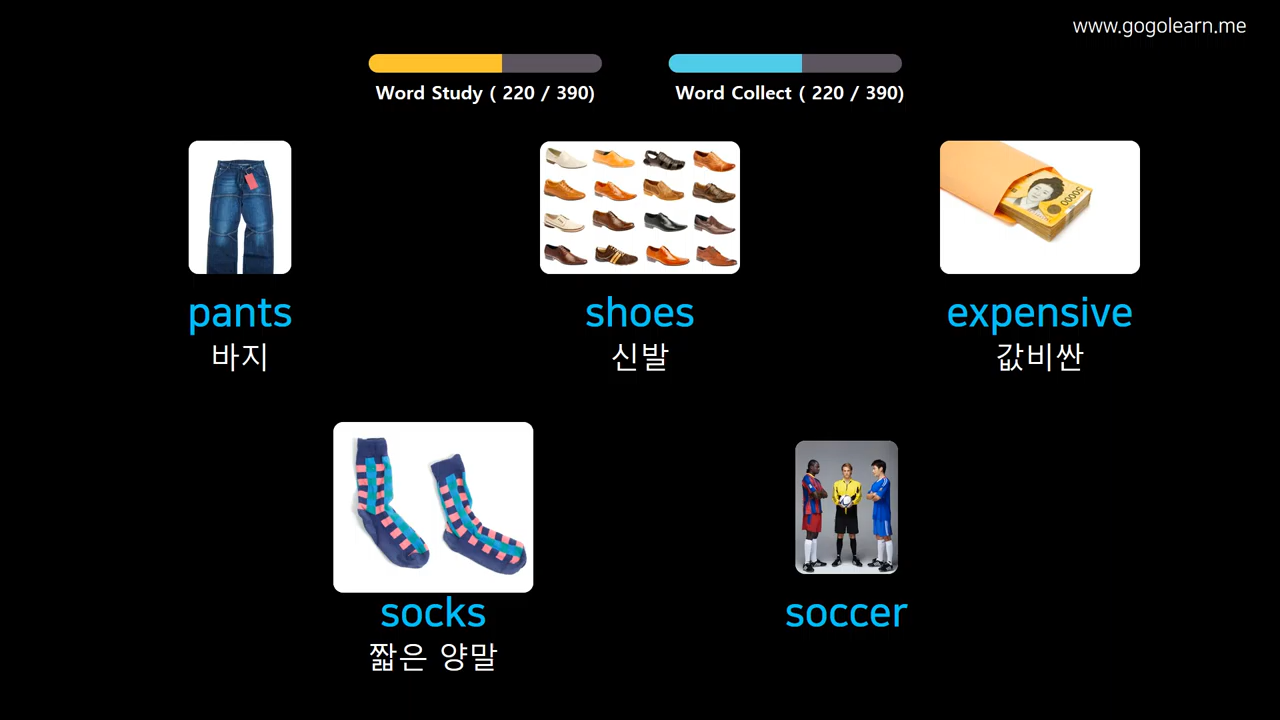 www.gogolearn.me
Word Study ( 220 / 390)
Word Collect ( 220 / 390)
50000
pants
바지
shoes
신발
expensive
값비싼
socks
짧은 양말
soccer